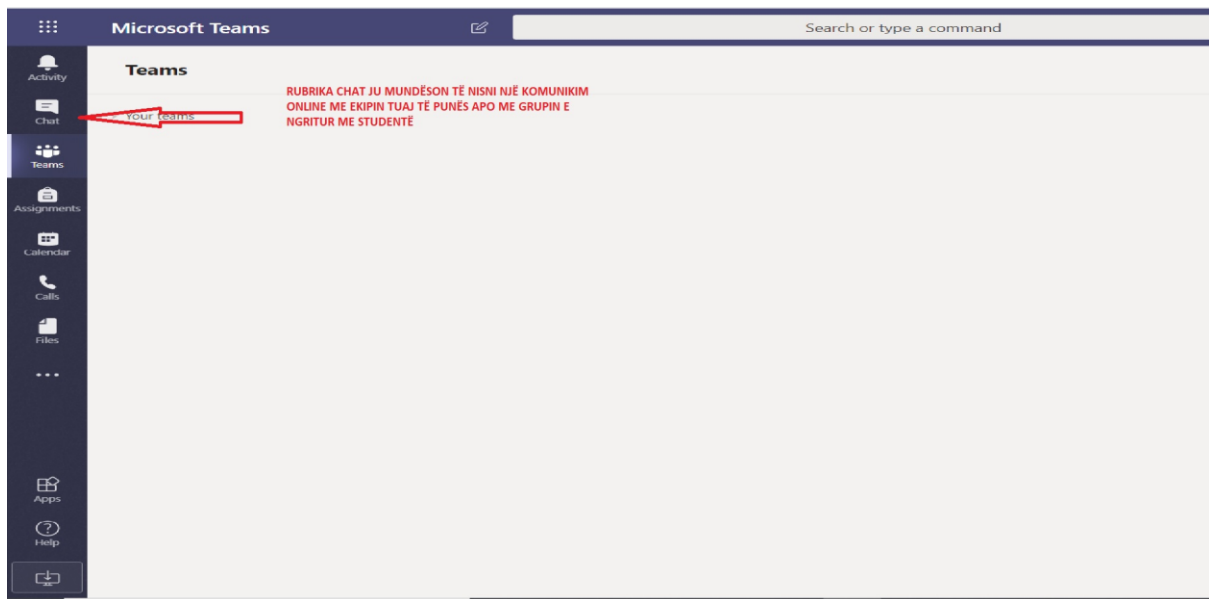 Microsoft Teams
Search or type a command
Activity
Teams
Chat
RUBRIKA CHAT JU MUNDËSON TË NISNI NJË KOMUNIKIM
ONLINE ME EKIPIN TUAJ TË PUNËS APO ME GRUPIN E
NGRITUR ME STUDENTË
Your teams
Teams
Assignments
Calendar
Calls
Files
Apps
Help